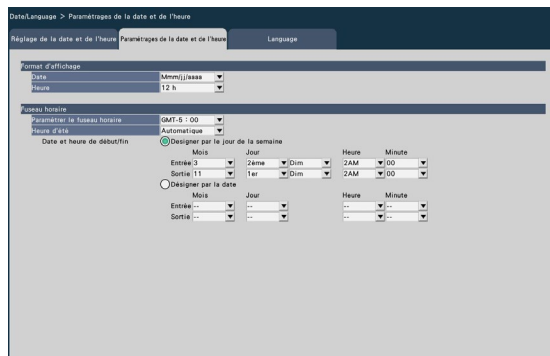 Date/Language > Paramétrages de la date et de l'heure
Réglage de la date et de l'heure Paramétrages de la date et de l'heure Language
Format d'affichage
Date Mmm/jj/aaaa
Heure 12 h
Fuseau horaire
Paramétrer le fuseau horaire GMT-5 : 00
Heure d'été Automatique
Date et heure de début/fin Designer par le jour de la semaine
Mois Jour Heure Minute
Entrée 3 2ème Dim 2AM 00
Sortie 11 1er Dim 2AM 00
Désigner par la date
Mois Jour Heure Minute
Entrée -- -- -- --
Sortie -- -- -- --